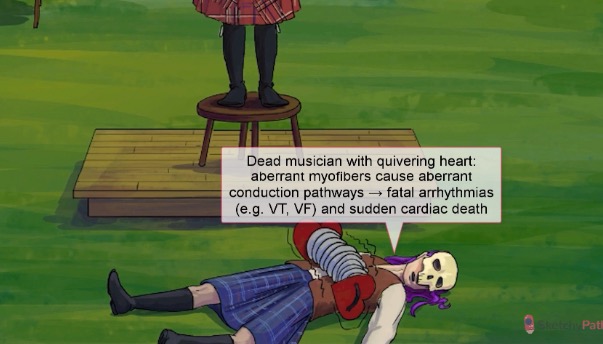 Dead musician with quivering heart:
aberrant myofibers cause aberrant
conduction pathways → fatal arrhythmias
(e.g. VT, VF) and sudden cardiac death